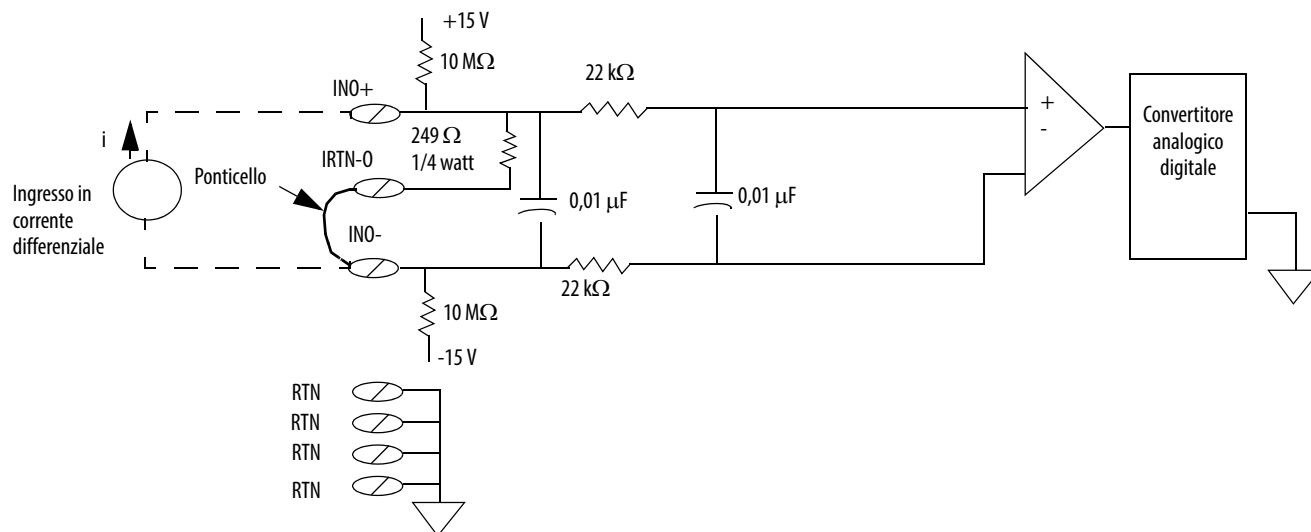 +15 V
10 MΩ
22 kΩ
IN0+
+
-
Convertitore
analogico
digitale
i
249 Ω
1/4 watt
IRTN-0
Ponticello
Ingresso in
corrente
differenziale
0,01 μF
0,01 μF
IN0-
22 kΩ
10 MΩ
-15 V
RTN
RTN
RTN
RTN